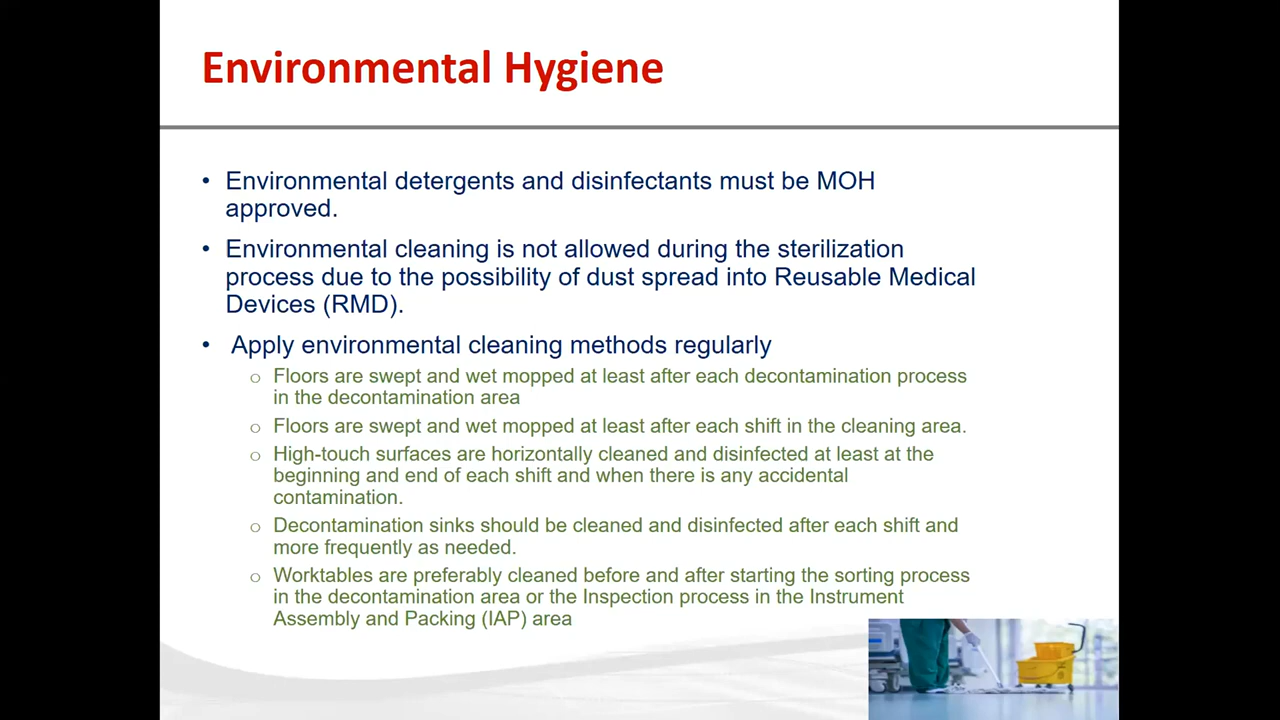 Environmental Hygiene
• Environmental detergents and disinfectants must be MOH
approved.
• Environmental cleaning is not allowed during the sterilization
process due to the possibility of dust spread into Reusable Medical
Devices (RMD).
• Apply environmental cleaning methods regularly
o Floors are swept and wet mopped at least after each decontamination process
in the decontamination area
o Floors are swept and wet mopped at least after each shift in the cleaning area.
o High-touch surfaces are horizontally cleaned and disinfected at least at the
beginning and end of each shift and when there is any accidental
contamination.
o Decontamination sinks should be cleaned and disinfected after each shift and
more frequently as needed.
o Worktables are preferably cleaned before and after starting the sorting process
in the decontamination area or the Inspection process in the Instrument
Assembly and Packing (IAP) area